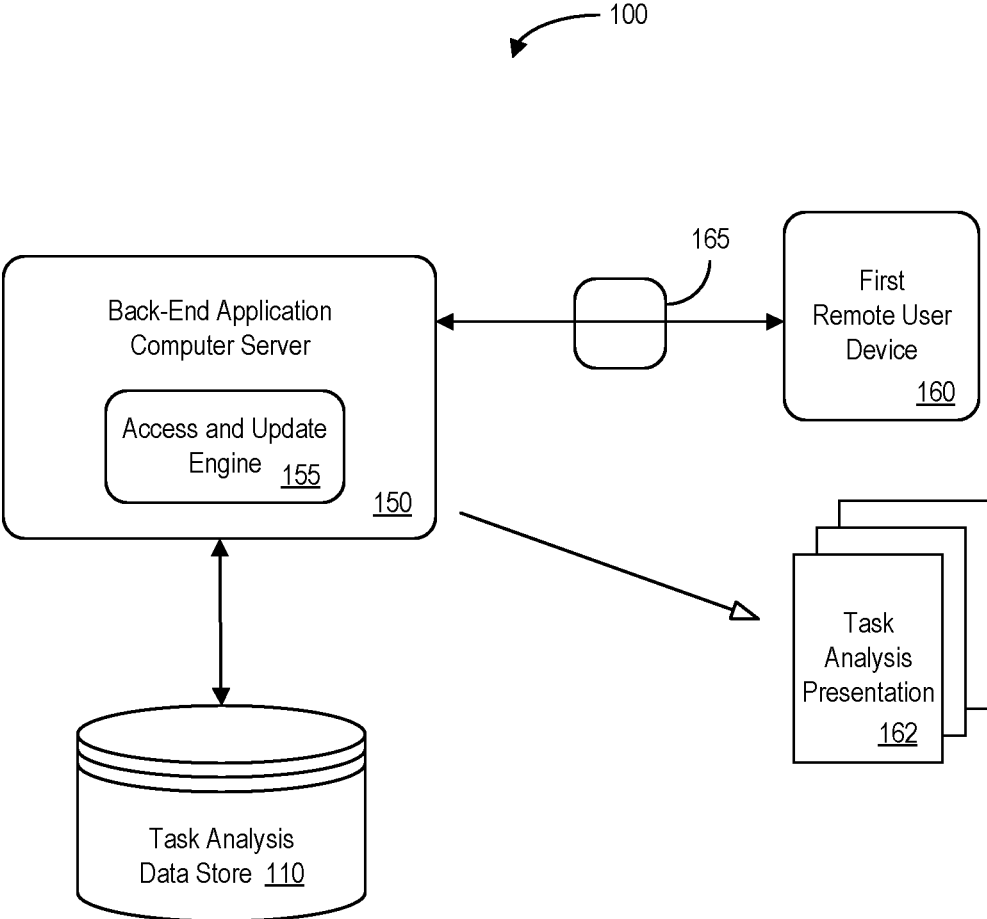 100
165
First
Remote User
Device
160
Back-End Application
Computer Server
Access and Update
Engine 155
150
Task
Analysis
Presentation
162
Task Analysis
Data Store 110